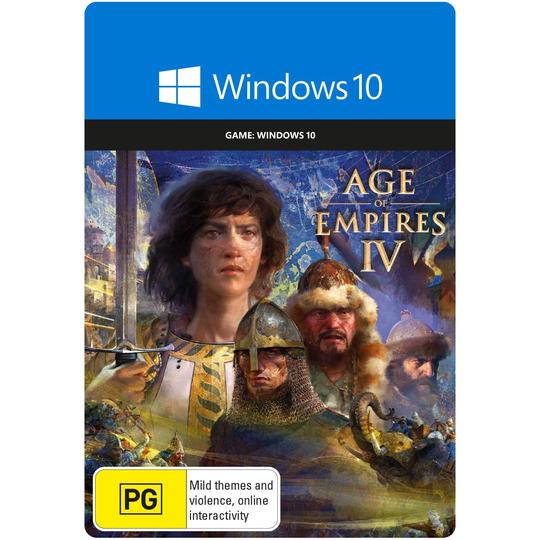 Windows 10
GAME: WINDOWS 10
AGE
OF
EMPIRES
IV
PG
Mild themes and
violence, online
interactivity